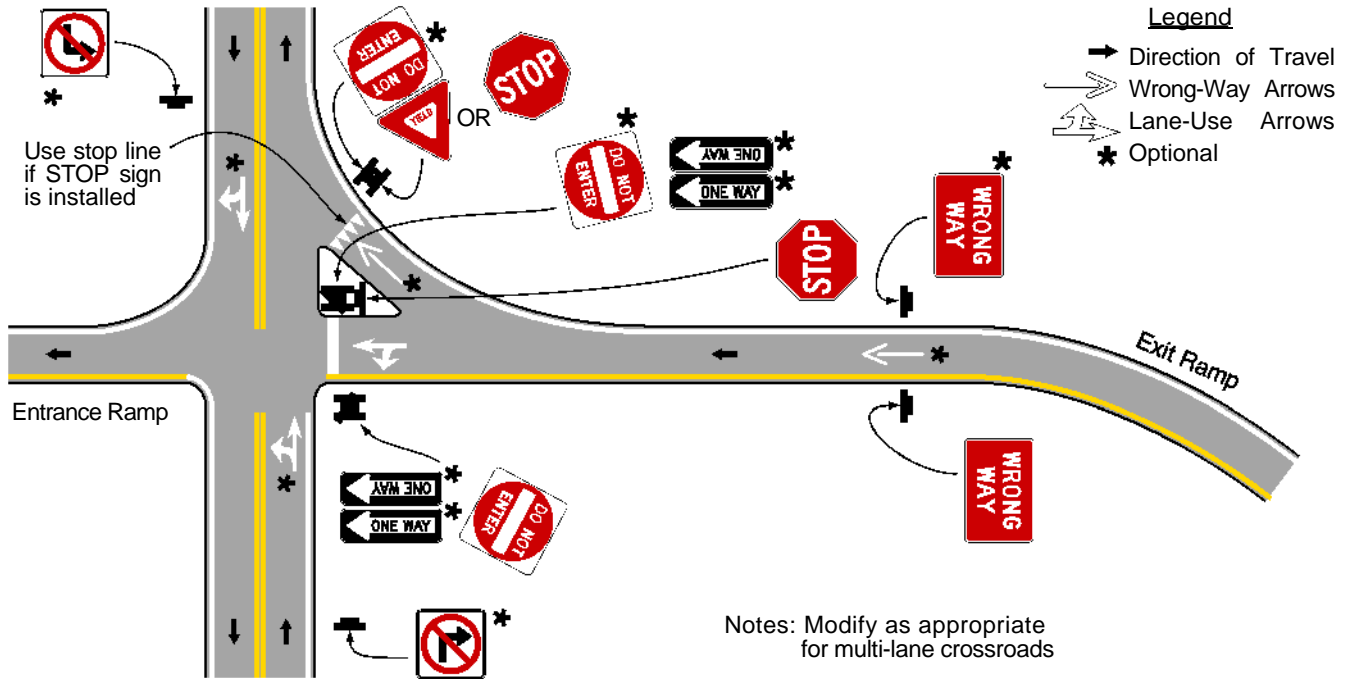 Legend
Direction of Travel
Wrong-Way Arrows
Lane-Use Arrows
* Optional
*
DO NOT
ENTER
*
YIELD
OR
STOP
Use stop line
if STOP sign
is installed
*
*
DO NOT
ENTER
ONE WAY *
ONE WAY *
*
WRONG
WAY
STOP
*
*
Exit Ramp
Entrance Ramp
*
ONE WAY *
ONE WAY *
DO NOT
ENTER
WRONG
WAY
*
Notes: Modify as appropriate
for multi-lane crossroads